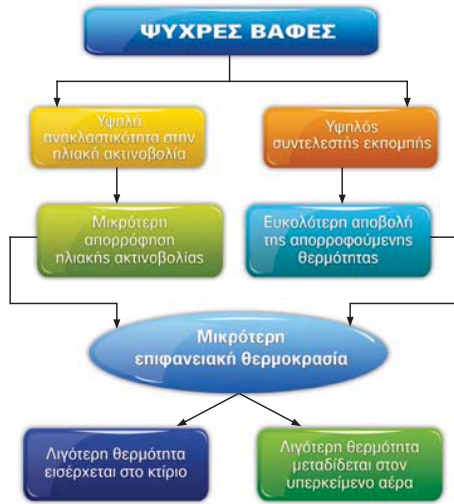 ΨΥΧΡΕΣ ΒΑΦΕΣ
Υψηλή
ανακλαστικότητα στην
ηλιακή ακτινοβολία
Υψηλός
συντελεστής εκπομπής
Μικρότερη
απορρόφηση
ηλιακής ακτινοβολίας
Ευκολότερη αποβολή
της απορροφούμενης
θερμότητας
Μικρότερη
επιφανειακή θερμοκρασία
Λιγότερη θερμότητα
εισέρχεται στο κτίριο
Λιγότερη θερμότητα
μεταδίδεται στον
υπερκείμενο αέρα